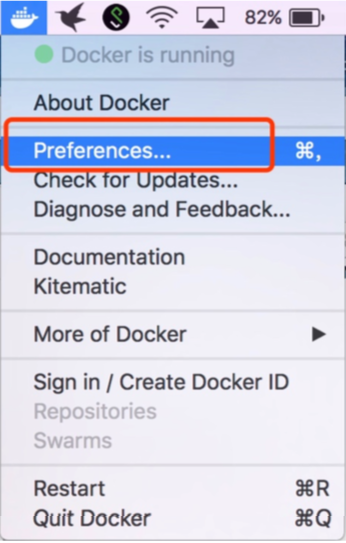 82%
Docker is running
About Docker
Preferences... ⌘,
Check for Updates...
Diagnose and Feedback...
Documentation
Kitematic
More of Docker ▶
Sign in / Create Docker ID
Repositories
Swarms
Restart ⌘R
Quit Docker ⌘Q